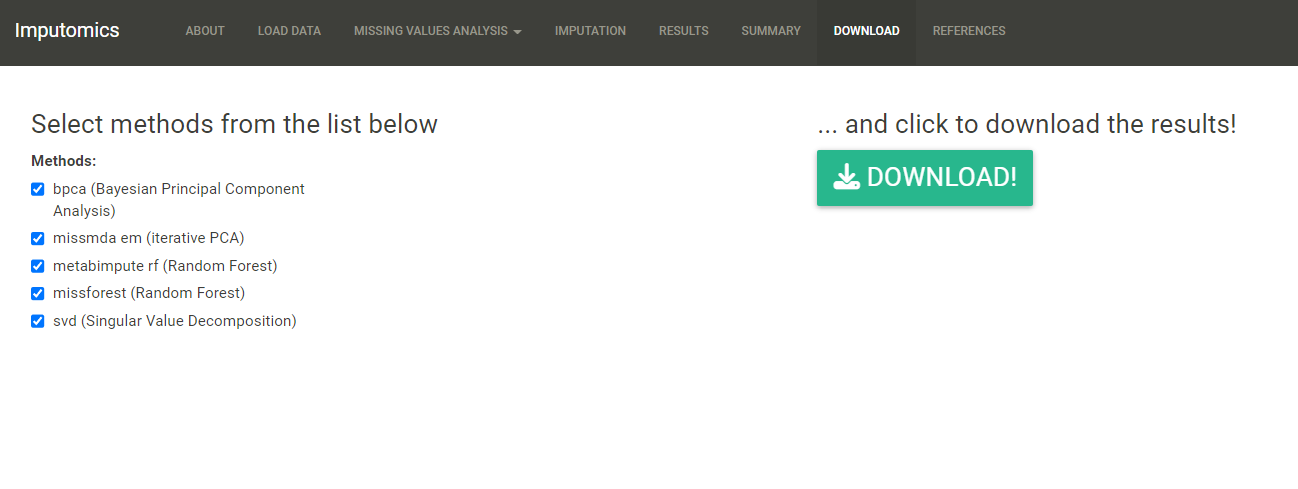 Imputomics
ABOUT
LOAD DATA
MISSING VALUES ANALYSIS
IMPUTATION
RESULTS
SUMMARY
DOWNLOAD
REFERENCES
Select methods from the list below
Methods:
bpca (Bayesian Principal Component
Analysis)
missmda em (iterative PCA)
metabimpute rf (Random Forest)
missforest (Random Forest)
svd (Singular Value Decomposition)
... and click to download the results!
DOWNLOAD!